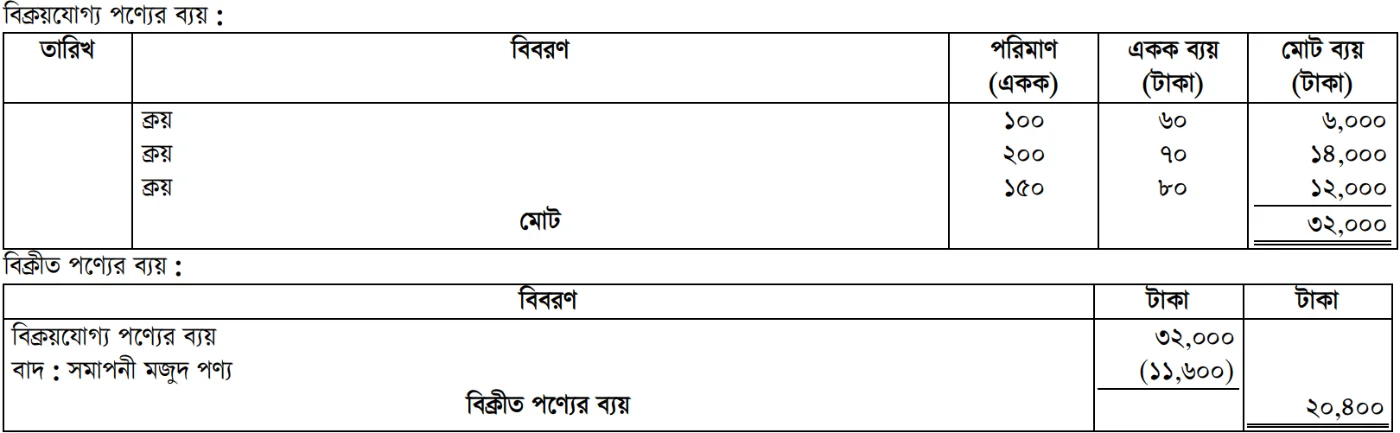 বিক্রয়যোগ্য পণ্যের ব্যয় :
তারিখ বিবরণ পরিমাণ একক ব্যয় মোট ব্যয়
(একক) (টাকা) (টাকা)
ক্রয় ১০০ ৬০ ৬,০০০
ক্রয় ২০০ ৭০ ১৪,০০০
ক্রয় ১৫০ ৮০ ১২,০০০
মোট ৩২,০০০
বিক্রীত পণ্যের ব্যয় :
বিবরণ টাকা টাকা
বিক্রয়যোগ্য পণ্যের ব্যয় ৩২,০০০
বাদ : সমাপনী মজুদ পণ্য (১১,৬০০)
বিক্রীত পণ্যের ব্যয় ২০,৪০০